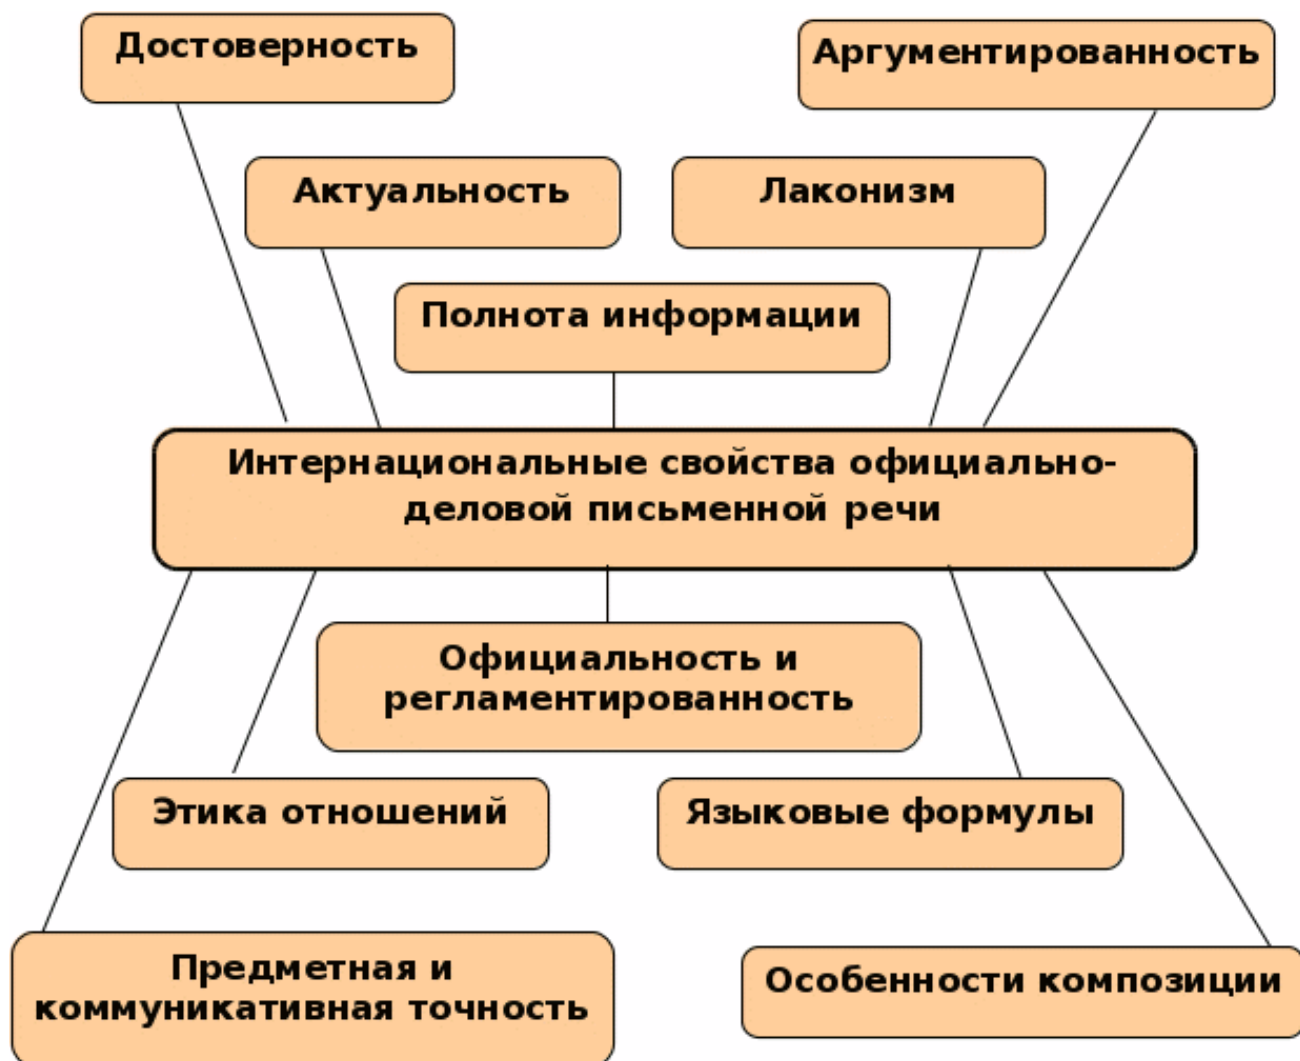 Достоверность
Аргументированность
Актуальность
Лаконизм
Полнота информации
Интернациональные свойства официально-
деловой письменной речи
Официальность и
регламентированность
Этика отношений
Языковые формулы
Предметная и
коммуникативная точность
Особенности композиции